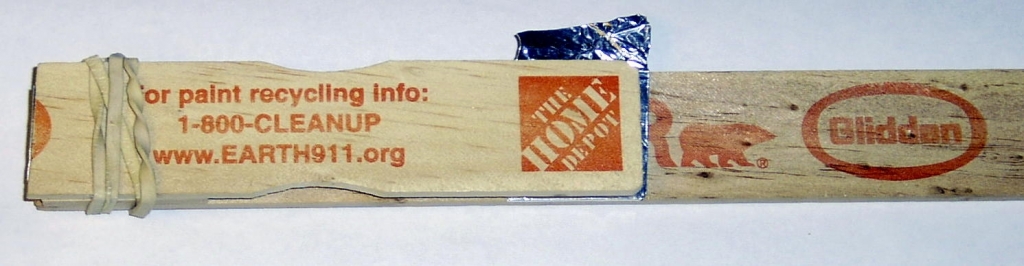 or paint recycling info:
1-800-CLEANUP
www.EARTH911.org
THE
HOME
DEPOT
R ®
Glidden